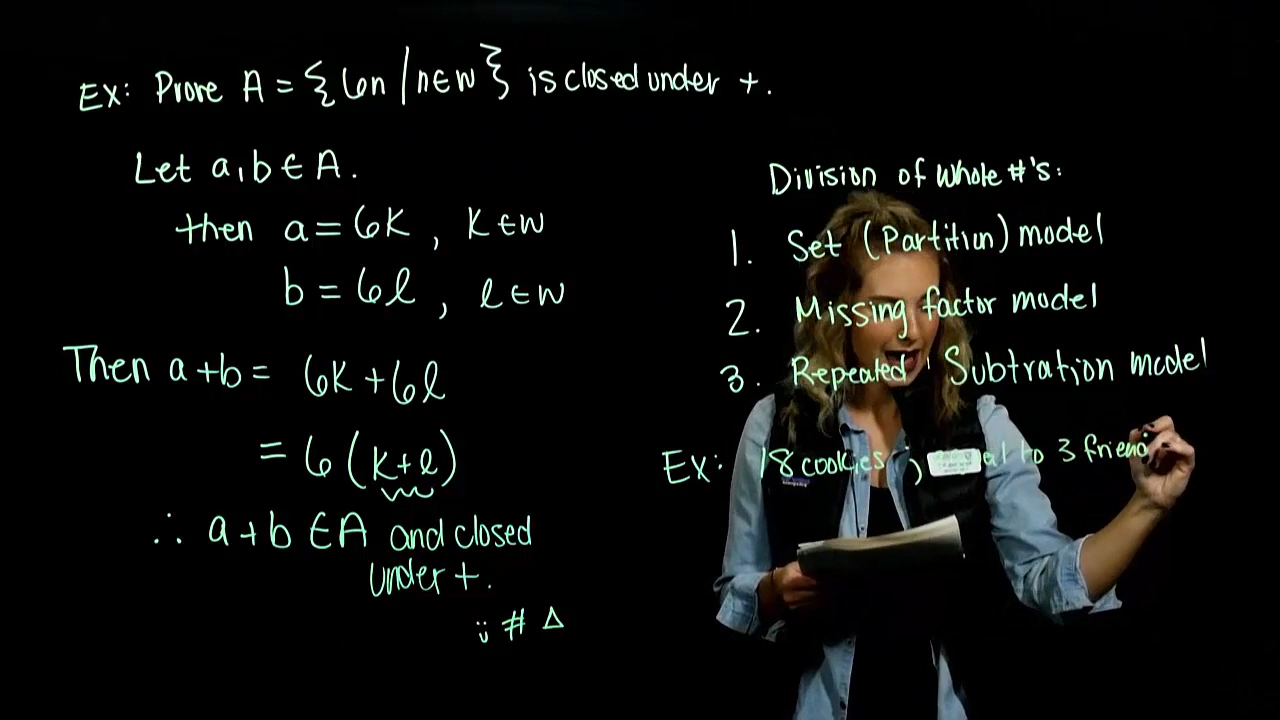 Ex: Prove A = {6n | n ∈ W} is closed under +.
Let a, b ∈ A.
then a = 6k, k ∈ W
b = 6l, l ∈ W
Then a + b = 6k + 6l
= 6(k + l)
∴ a + b ∈ A and closed
under +.
ü # Δ
Division of Whole #'s:
1. Set (Partition) model
2. Missing factor model
3. Repeated Subtration model
Ex: 18 cookies, to 3 friend